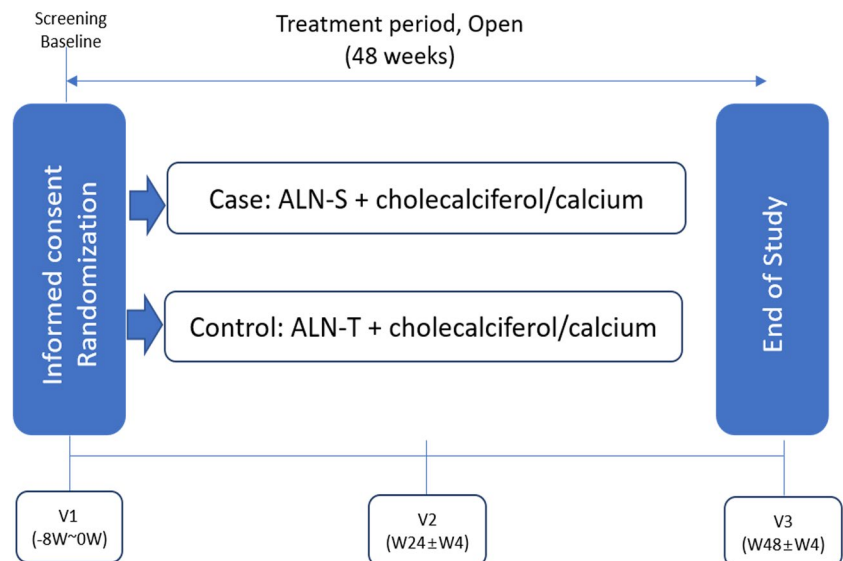 Screening
Baseline
Treatment period, Open
(48 weeks)
Informed consent
Randomization
Case: ALN-S + cholecalciferol/calcium
Control: ALN-T + cholecalciferol/calcium
End of Study
V1
(-8W~0W)
V2
(W24±W4)
V3
(W48±W4)